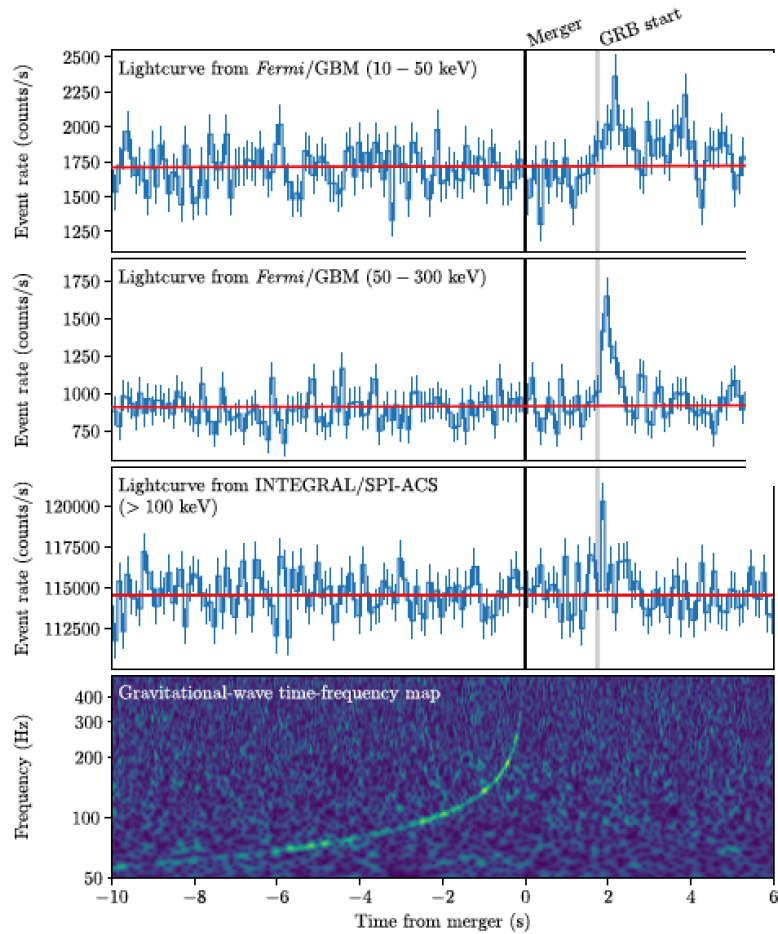 Merger
GRB start
Lightcurve from Fermi/GBM (10 − 50 keV)
Event rate (counts/s)
2500
2250
2000
1750
1500
1250
Lightcurve from Fermi/GBM (50 − 300 keV)
Event rate (counts/s)
1750
1500
1250
1000
750
Lightcurve from INTEGRAL/SPI-ACS
(> 100 keV)
Event rate (counts/s)
120000
117500
115000
112500
Gravitational-wave time-frequency map
Frequency (Hz)
400
300
200
100
50
−10 −8 −6 −4 −2 0 2 4 6
Time from merger (s)